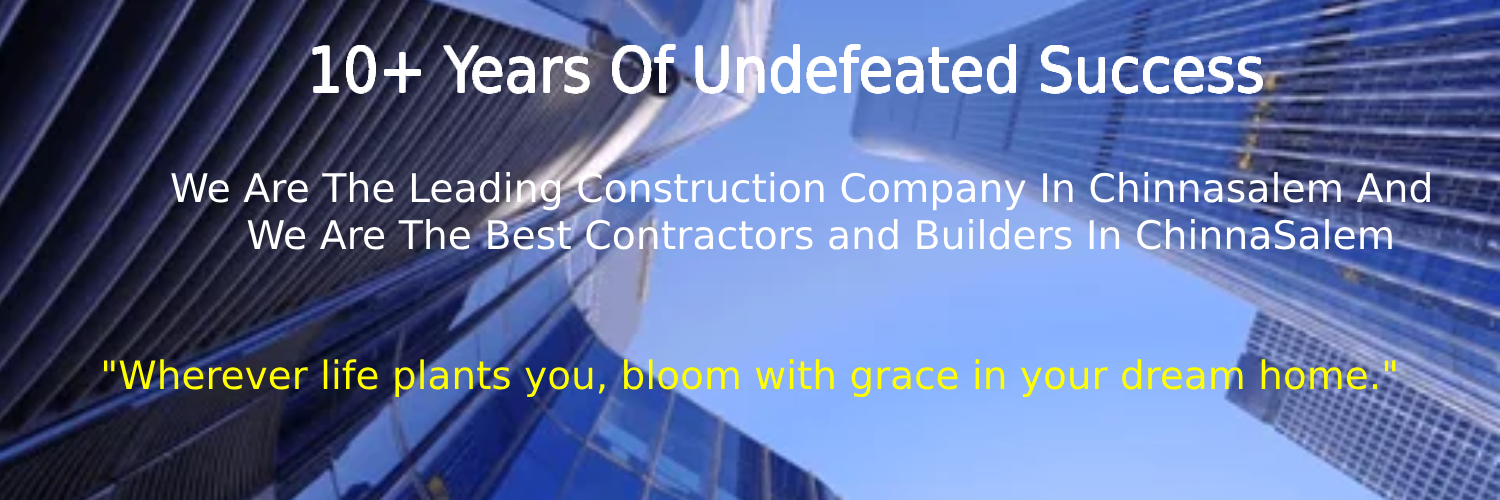 10+ Years Of Undefeated Success
We Are The Leading Construction Company In Chinnasalem And
We Are The Best Contractors and Builders In ChinnaSalem
"Wherever life plants you, bloom with grace in your dream home."